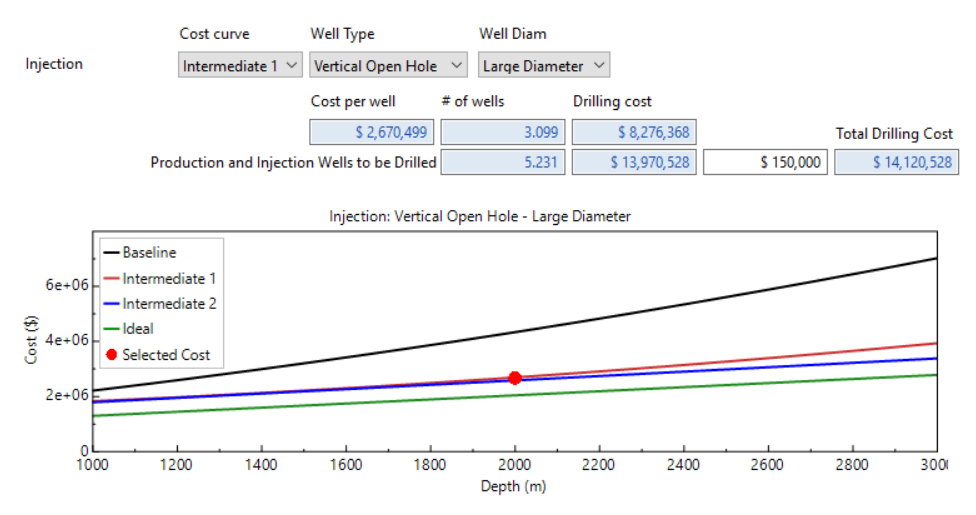 Cost curve Well Type Well Diam
Injection Intermediate 1 Vertical Open Hole Large Diameter
Cost per well # of wells Drilling cost
$ 2,670,499 3.099 $ 8,276,368 Total Drilling Cost
Production and Injection Wells to be Drilled 5.231 $ 13,970,528 $ 150,000 $ 14,120,528
Injection: Vertical Open Hole - Large Diameter
Baseline
Intermediate 1
Intermediate 2
Ideal
Selected Cost
Cost ($)
6e+06
4e+06
2e+06
0
1000 1200 1400 1600 1800 2000 2200 2400 2600 2800 3000
Depth (m)